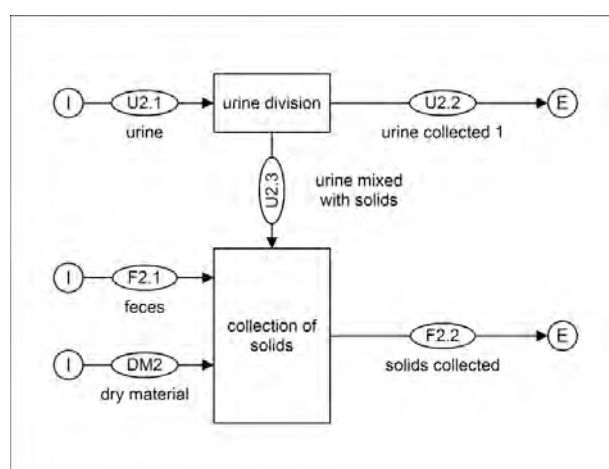 I
U2.1
urine
urine division
U2.2
urine collected 1
E
U2.3
urine mixed
with solids
I
F2.1
feces
I
DM2
dry material
collection of
solids
F2.2
solids collected
E